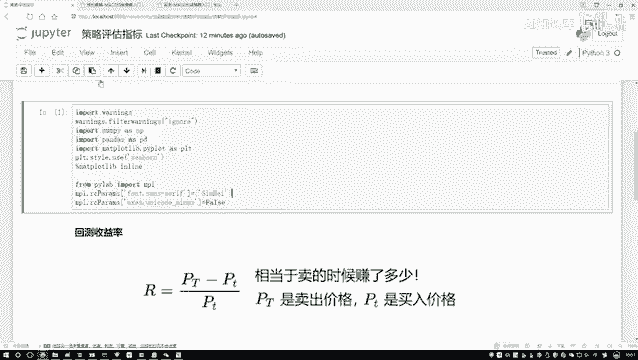 jupyter 策略评估指标 Last Checkpoint: 12 minutes ago (autosaved)
Logout
File Edit View Insert Cell Kernel Widgets Help
Trusted Python 3
Code
In [1]:
import warnings
warnings.filterwarnings("ignore")
import numpy as np
import pandas as pd
import matplotlib.pyplot as plt
plt.style.use("seaborn")
%matplotlib inline
from pylab import mpl
mpl.rcParams['font.sans-serif']=['SimHei']
mpl.rcParams['axes.unicode_minus']=False
回测收益率
R = (P_T − P_t) / P_t 相当于卖的时候赚了多少!
P_T 是卖出价格, P_t 是买入价格